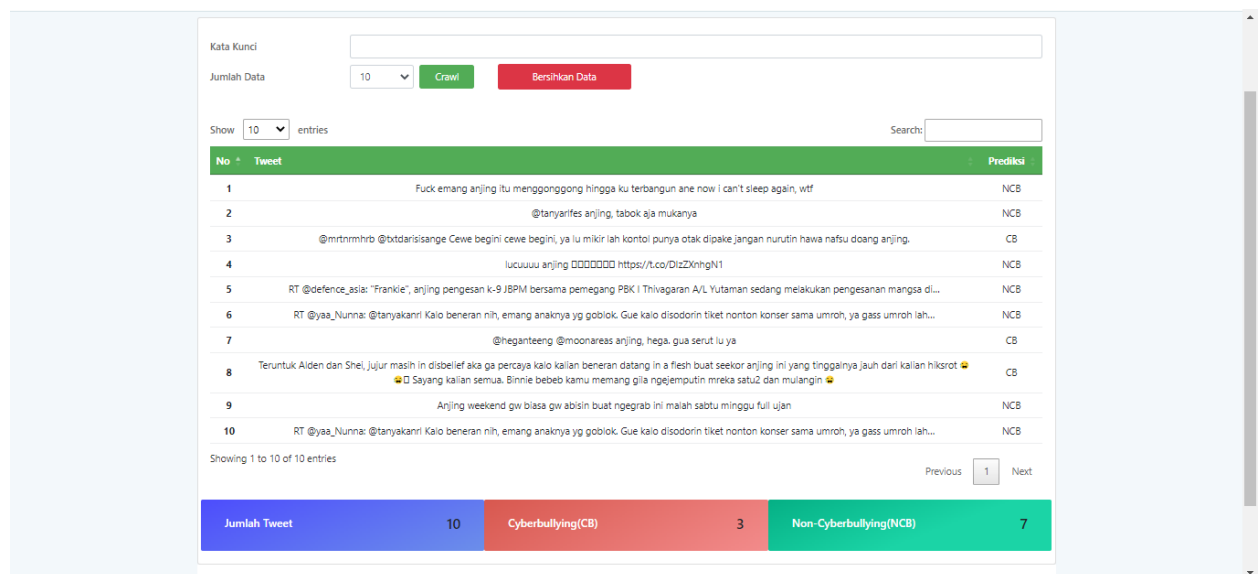 Kata Kunci
Jumlah Data 10 Crawl Bersihkan Data
Show 10 entries Search:
No Tweet Prediksi
1 Fuck emang anjing itu menggonggong hingga ku terbangun ane now i can't sleep again, wtf NCB
2 @tanyarlfes anjing, tabok aja mukanya NCB
3 @mrtnrmhrb @txtdarisisange Cewe begini cewe begini, ya lu mikir lah kontol punya otak dipake jangan nurutin hawa nafsu doang anjing. CB
4 lucuuuu anjing □□□□□□□ https://t.co/DIzZXnhgN1 NCB
5 RT @defence_asia: "Frankie", anjing pengesan k-9 JBPM bersama pemegang PBK I Thivagaran A/L Yutaman sedang melakukan pengesanan mangsa di... NCB
6 RT @yaa_Nunna: @tanyakanrl Kalo beneran nih, emang anaknya yg goblok. Gue kalo disodorin tiket nonton konser sama umroh, ya gass umroh lah... NCB
7 @heganteeng @moonareas anjing, hega. gua serut lu ya CB
8 Teruntuk Alden dan Shei, jujur masih in disbelief aka ga percaya kalo kalian beneran datang in a flesh buat seekor anjing ini yang tinggalnya jauh dari kalian hiksrot 😭
😭□ Sayang kalian semua. Binnie bebeb kamu memang gila ngejemputin mreka satu2 dan mulangin 😭 CB
9 Anjing weekend gw biasa gw abisin buat ngegrab ini malah sabtu minggu full ujan NCB
10 RT @yaa_Nunna: @tanyakanrl Kalo beneran nih, emang anaknya yg goblok. Gue kalo disodorin tiket nonton konser sama umroh, ya gass umroh lah... NCB
Showing 1 to 10 of 10 entries
Previous 1 Next
Jumlah Tweet 10 Cyberbullying(CB) 3 Non-Cyberbullying(NCB) 7